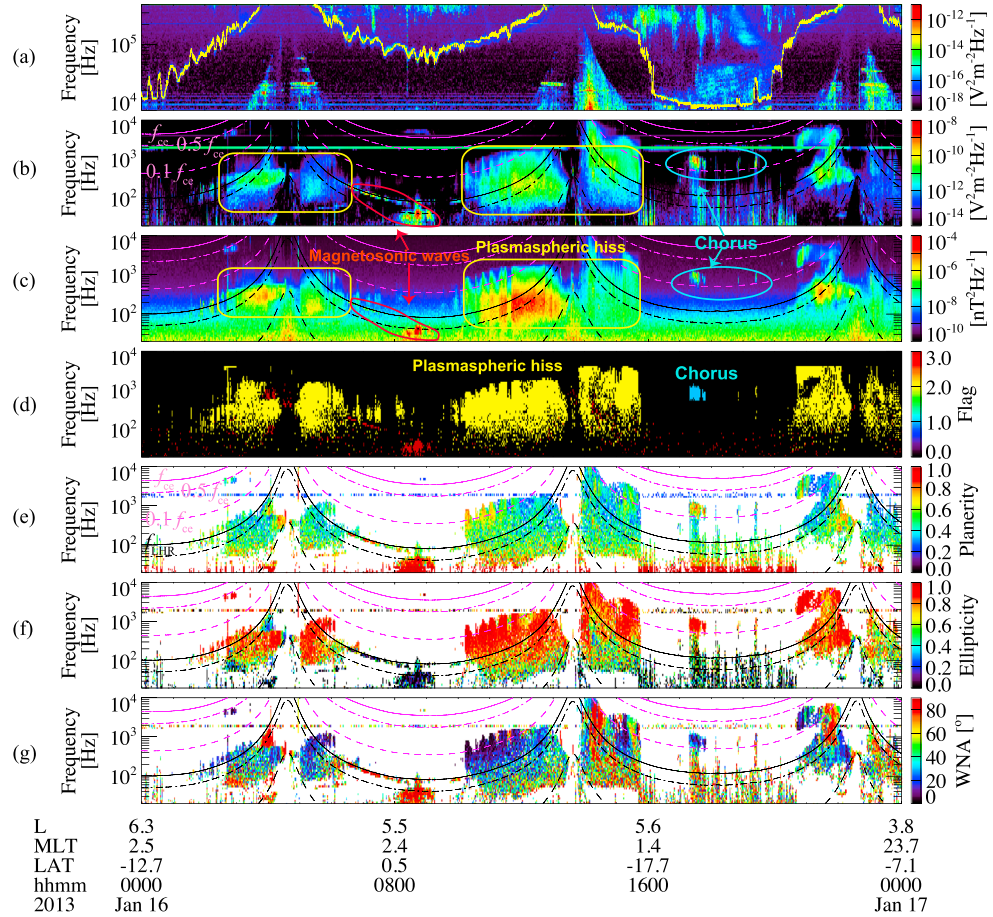 (a)
Frequency
[Hz]
10^5
10^4
10^-12
10^-14
10^-16
10^-18
[V^2m^-2Hz^-1]
(b)
Frequency
[Hz]
10^4
10^3
10^2
f_ce
0.5 f_ce
0.1 f_ce
10^-8
10^-10
10^-12
10^-14
[V^2m^-2Hz^-1]
(c)
Frequency
[Hz]
10^4
10^3
10^2
Magnetosonic waves
Plasmaspheric hiss
Chorus
10^-4
10^-6
10^-8
10^-10
[nT^2Hz^-1]
(d)
Frequency
[Hz]
10^4
10^3
10^2
Plasmaspheric hiss
Chorus
3.0
2.0
1.0
0.0
Flag
(e)
Frequency
[Hz]
10^4
10^3
10^2
f_ce
0.5 f_ce
0.1 f_ce
f_LHR
1.0
0.8
0.6
0.4
0.2
0.0
Planerity
(f)
Frequency
[Hz]
10^4
10^3
10^2
1.0
0.8
0.6
0.4
0.2
0.0
Ellipticity
(g)
Frequency
[Hz]
10^4
10^3
10^2
80
60
40
20
0
WNA [°]
L 6.3 5.5 5.6 3.8
MLT 2.5 2.4 1.4 23.7
LAT -12.7 0.5 -17.7 -7.1
hhmm 0000 0800 1600 0000
2013 Jan 16 Jan 17